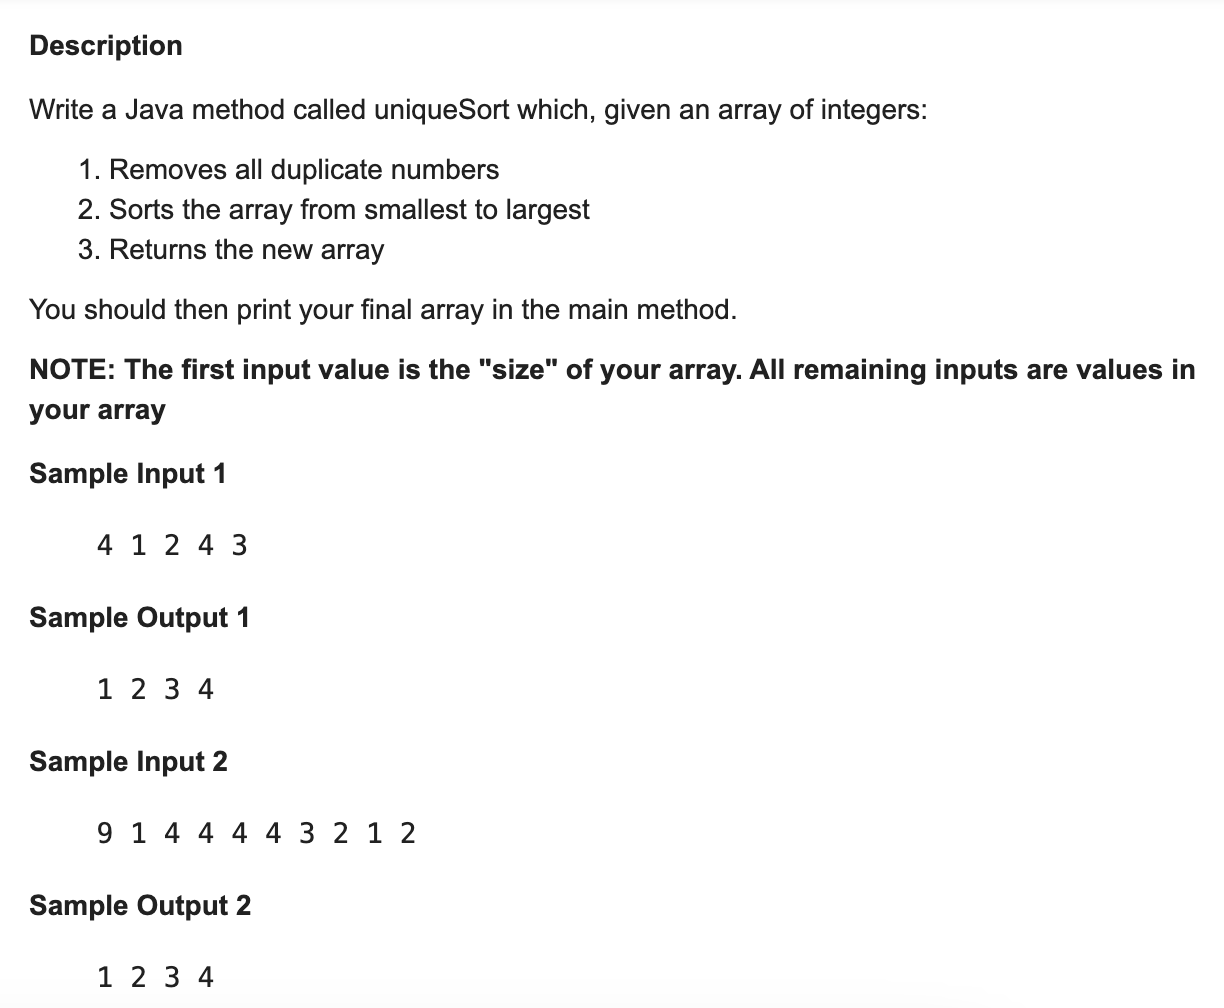 Description
Write a Java method called uniqueSort which, given an array of integers:
1. Removes all duplicate numbers
2. Sorts the array from smallest to largest
3. Returns the new array
You should then print your final array in the main method.
NOTE: The first input value is the "size" of your array. All remaining inputs are values in
your array
Sample Input 1
4 1 2 4 3
Sample Output 1
1 2 3 4
Sample Input 2
9 1 4 4 4 4 3 2 1 2
Sample Output 2
1 2 3 4